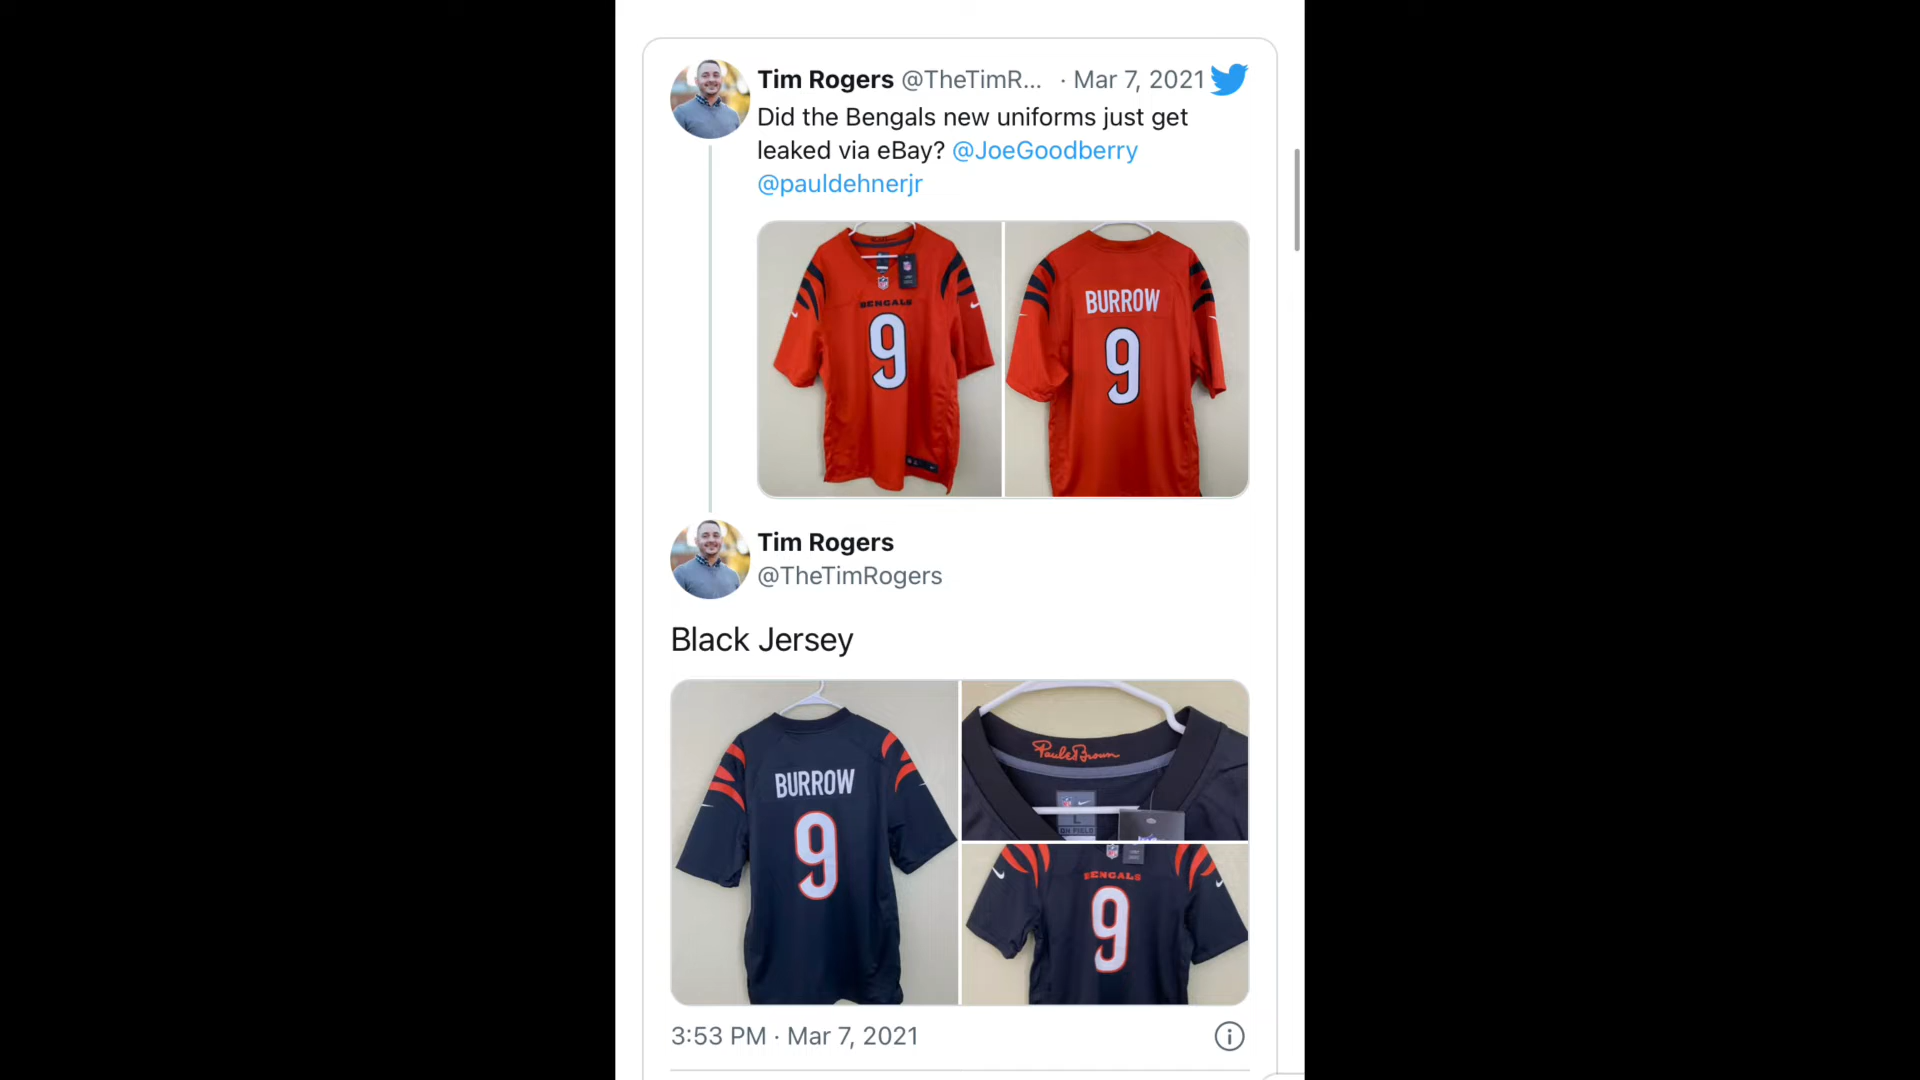 Tim Rogers @TheTimR... · Mar 7, 2021
Did the Bengals new uniforms just get
leaked via eBay? @JoeGoodberry
@pauldehnerjr
BENGALS
9
BURROW
9
Tim Rogers
@TheTimRogers
Black Jersey
BURROW
9
Paul Brown
L
ON FIELD
BENGALS
9
3:53 PM · Mar 7, 2021